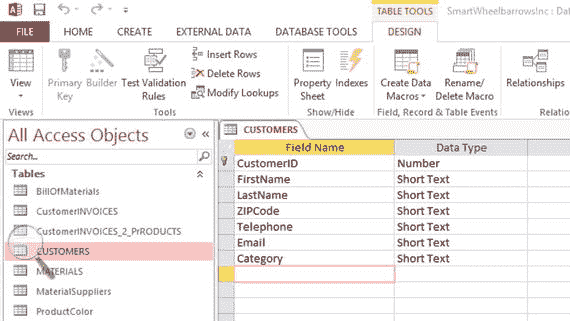 TABLE TOOLS SmartWheelbarrowsInc : Dat
FILE HOME CREATE EXTERNAL DATA DATABASE TOOLS DESIGN
View Primary Key Builder Test Validation Rules Insert Rows Delete Rows Modify Lookups Property Sheet Indexes Create Data Macros Rename/ Delete Macro Relationships
Views Tools Show/Hide Field, Record & Table Events
All Access Objects
Search...
Tables
BillOfMaterials
CustomerINVOICES
CustomerINVOICES_2_PrODUCTS
CUSTOMERS
MATERIALS
MaterialSuppliers
ProductColor
CUSTOMERS
Field Name Data Type
CustomerID Number
FirstName Short Text
LastName Short Text
ZIPCode Short Text
Telephone Short Text
Email Short Text
Category Short Text